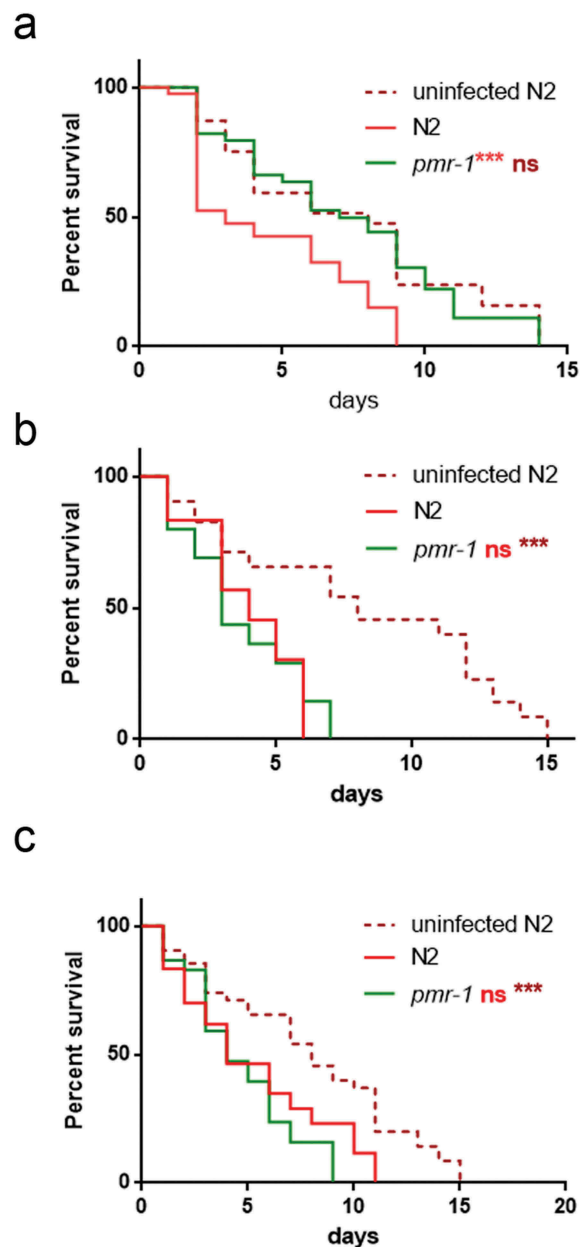 a
100
50
0
Percent survival
0 5 10 15
days
uninfected N2
N2
pmr-1*** ns
b
100
50
0
Percent survival
0 5 10 15
days
uninfected N2
N2
pmr-1 ns ***
c
100
50
0
Percent survival
0 5 10 15 20
days
uninfected N2
N2
pmr-1 ns ***